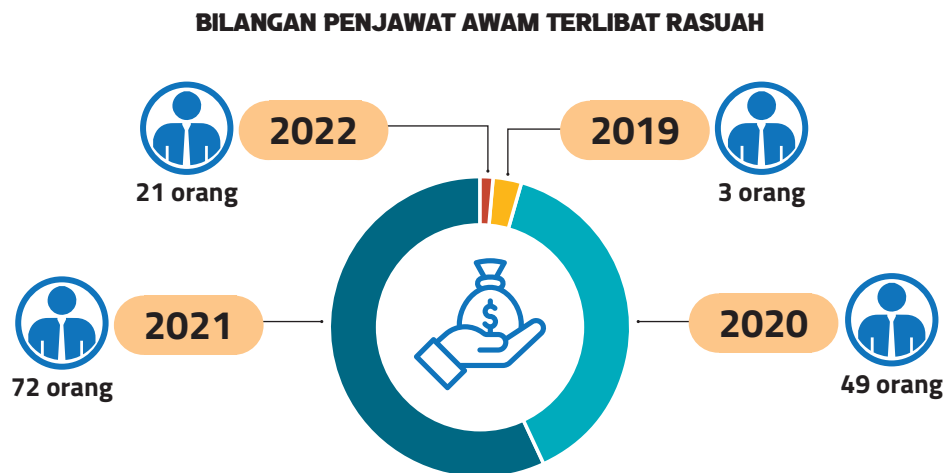 BILANGAN PENJAWAT AWAM TERLIBAT RASUAH
2022
21 orang
2019
3 orang
2021
72 orang
2020
49 orang
$